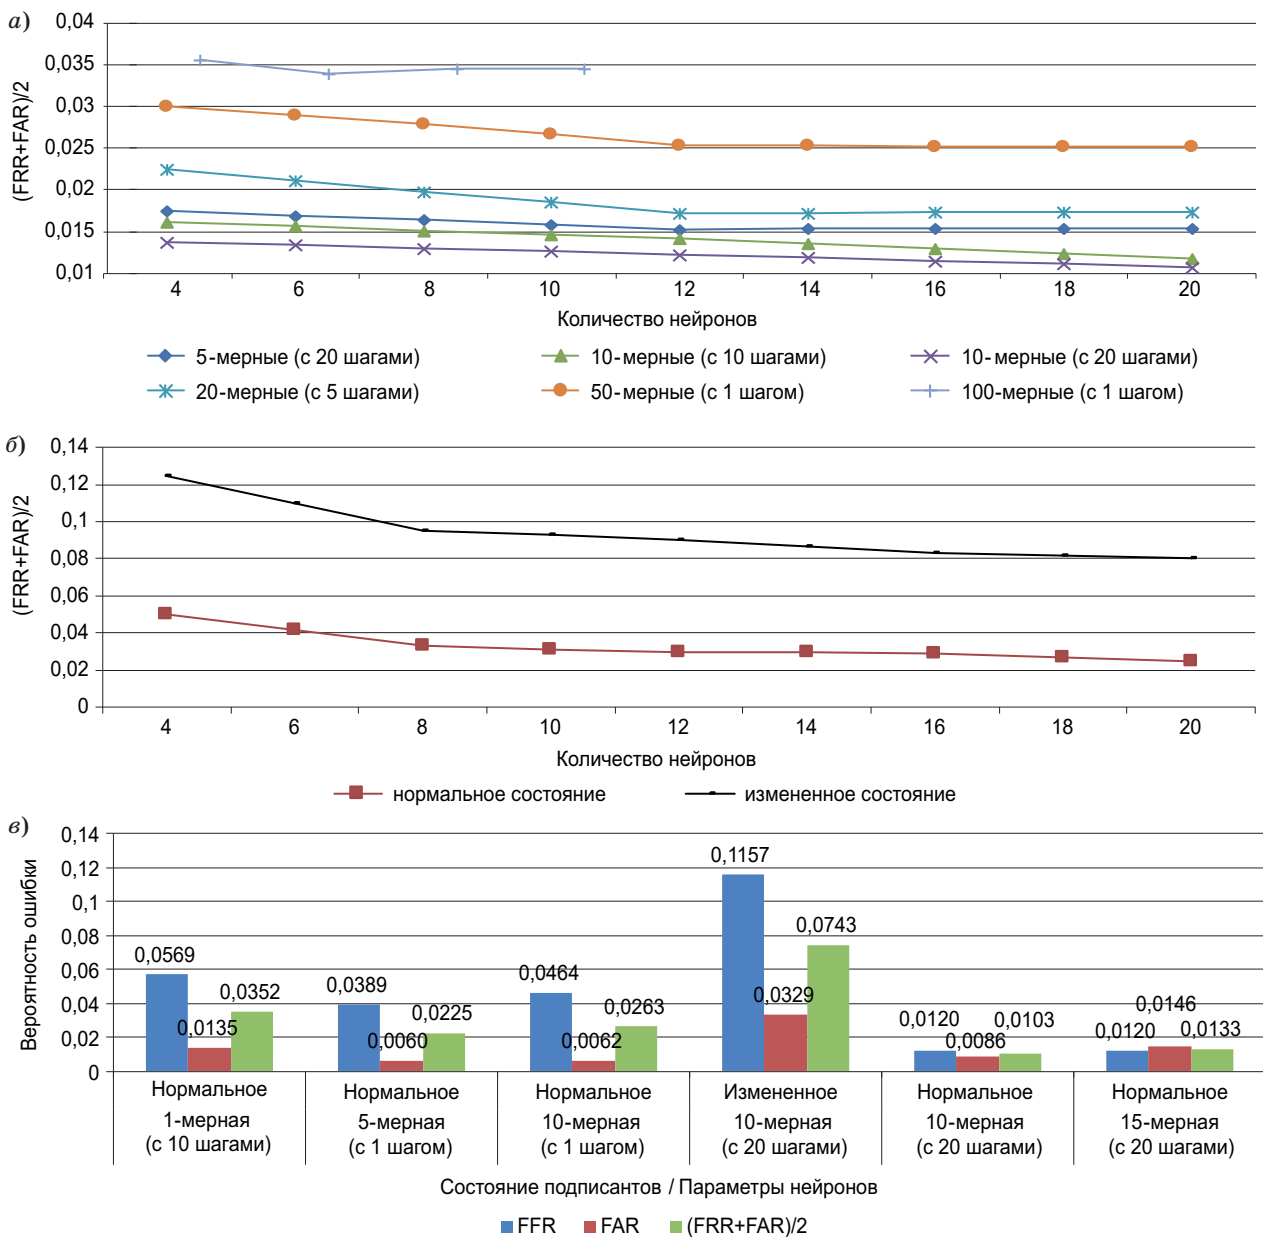 а)
(FRR+FAR)/2
0,04
0,035
0,03
0,025
0,02
0,015
0,01
4 6 8 10 12 14 16 18 20
Количество нейронов
5-мерные (с 20 шагами) 10-мерные (с 10 шагами) 10-мерные (с 20 шагами)
20-мерные (с 5 шагами) 50-мерные (с 1 шагом) 100-мерные (с 1 шагом)
б)
(FRR+FAR)/2
0,14
0,12
0,1
0,08
0,06
0,04
0,02
0
4 6 8 10 12 14 16 18 20
Количество нейронов
нормальное состояние измененное состояние
в)
Вероятность ошибки
0,14
0,12
0,1
0,08
0,06
0,04
0,02
0
0,0569 0,0135 0,0352
0,0389 0,0060 0,0225
0,0464 0,0062 0,0263
0,1157 0,0329 0,0743
0,0120 0,0086 0,0103
0,0120 0,0146 0,0133
Нормальное Нормальное Нормальное Измененное Нормальное Нормальное
1-мерная 5-мерная 10-мерная 10-мерная 10-мерная 15-мерная
(с 10 шагами) (с 1 шагом) (с 1 шагом) (с 20 шагами) (с 20 шагами) (с 20 шагами)
Состояние подписантов / Параметры нейронов
FFR FAR (FRR+FAR)/2